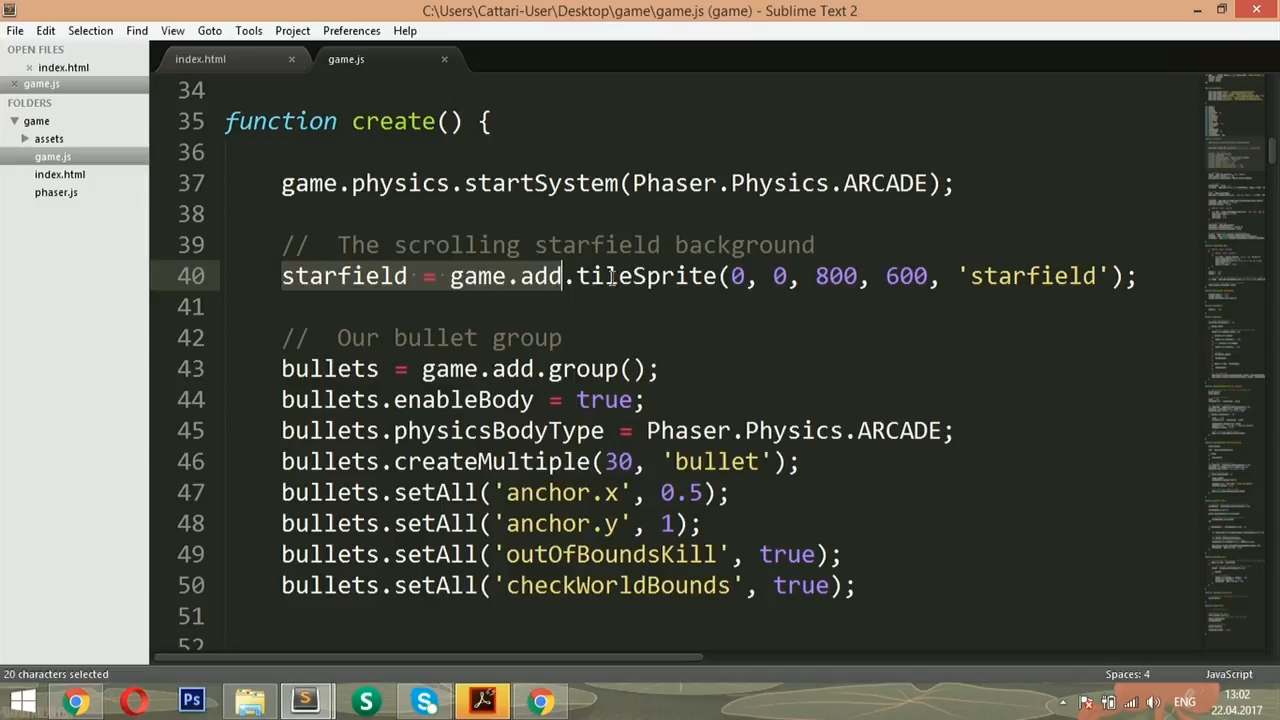 C:\Users\Cattari-User\Desktop\game\game.js (game) - Sublime Text 2
File Edit Selection Find View Goto Tools Project Preferences Help
OPEN FILES
index.html
game.js
FOLDERS
game
assets
game.js
index.html
phaser.js
index.html
game.js
34
35 function create() {
36
37 game.physics.startSystem(Phaser.Physics.ARCADE);
38
39 // The scrolling starfield background
40 starfield = game.add.tileSprite(0, 0, 800, 600, 'starfield');
41
42 // Our bullet group
43 bullets = game.add.group();
44 bullets.enableBody = true;
45 bullets.physicsBodyType = Phaser.Physics.ARCADE;
46 bullets.createMultiple(30, 'bullet');
47 bullets.setAll('anchor.x', 0.5);
48 bullets.setAll('anchor.y', 1);
49 bullets.setAll('outOfBoundsKill', true);
50 bullets.setAll('checkWorldBounds', true);
51
52
20 characters selected
Spaces: 4
JavaScript
Ps
S
S
ENG
13:02
22.04.2017